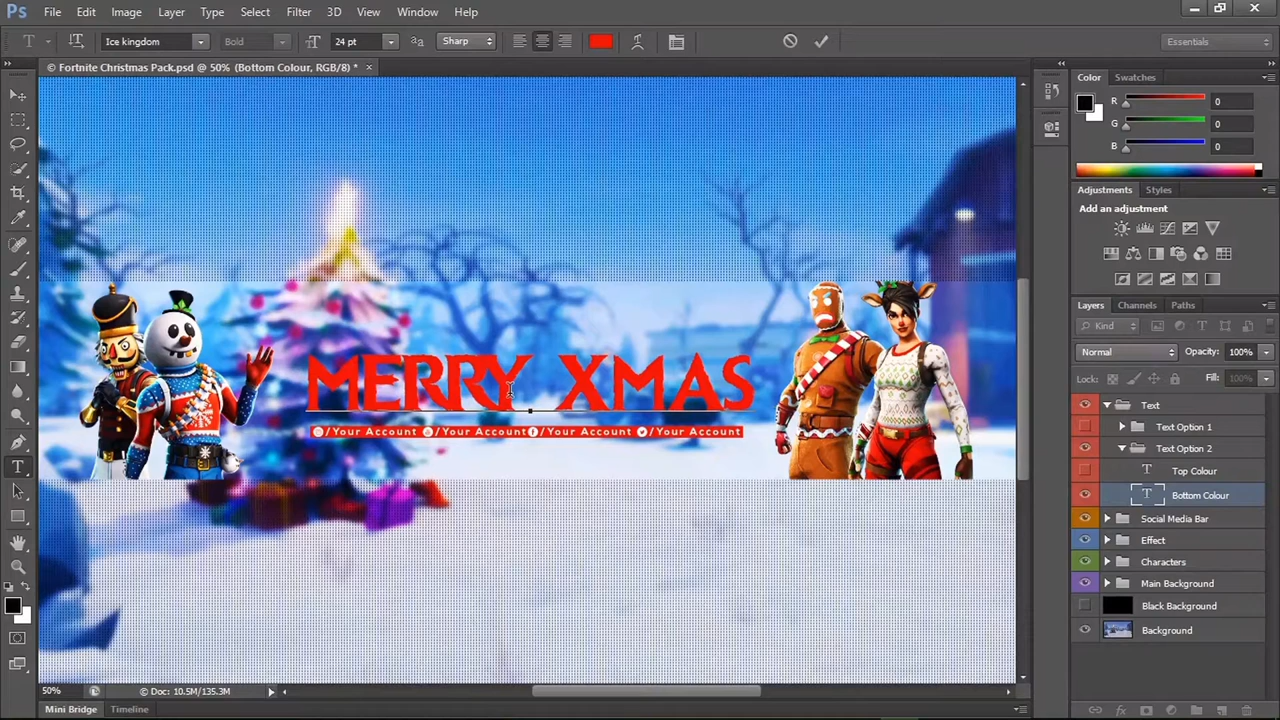 Ps File Edit Image Layer Type Select Filter 3D View Window Help
Ice kingdom Bold 24 pt Sharp Essentials
© Fortnite Christmas Pack.psd @ 50% (Bottom Colour, RGB/8) *
Color Swatches
R 0
G 0
B 0
Adjustments Styles
Add an adjustment
Layers Channels Paths
Kind
Normal Opacity: 100%
Lock: Fill: 100%
Text
Text Option 1
Text Option 2
Top Colour
Bottom Colour
Social Media Bar
Effect
Characters
Main Background
Black Background
Background
MERRY XMAS
/Your Account /Your Account /Your Account /Your Account
50% Doc: 10.5M/135.3M
Mini Bridge Timeline